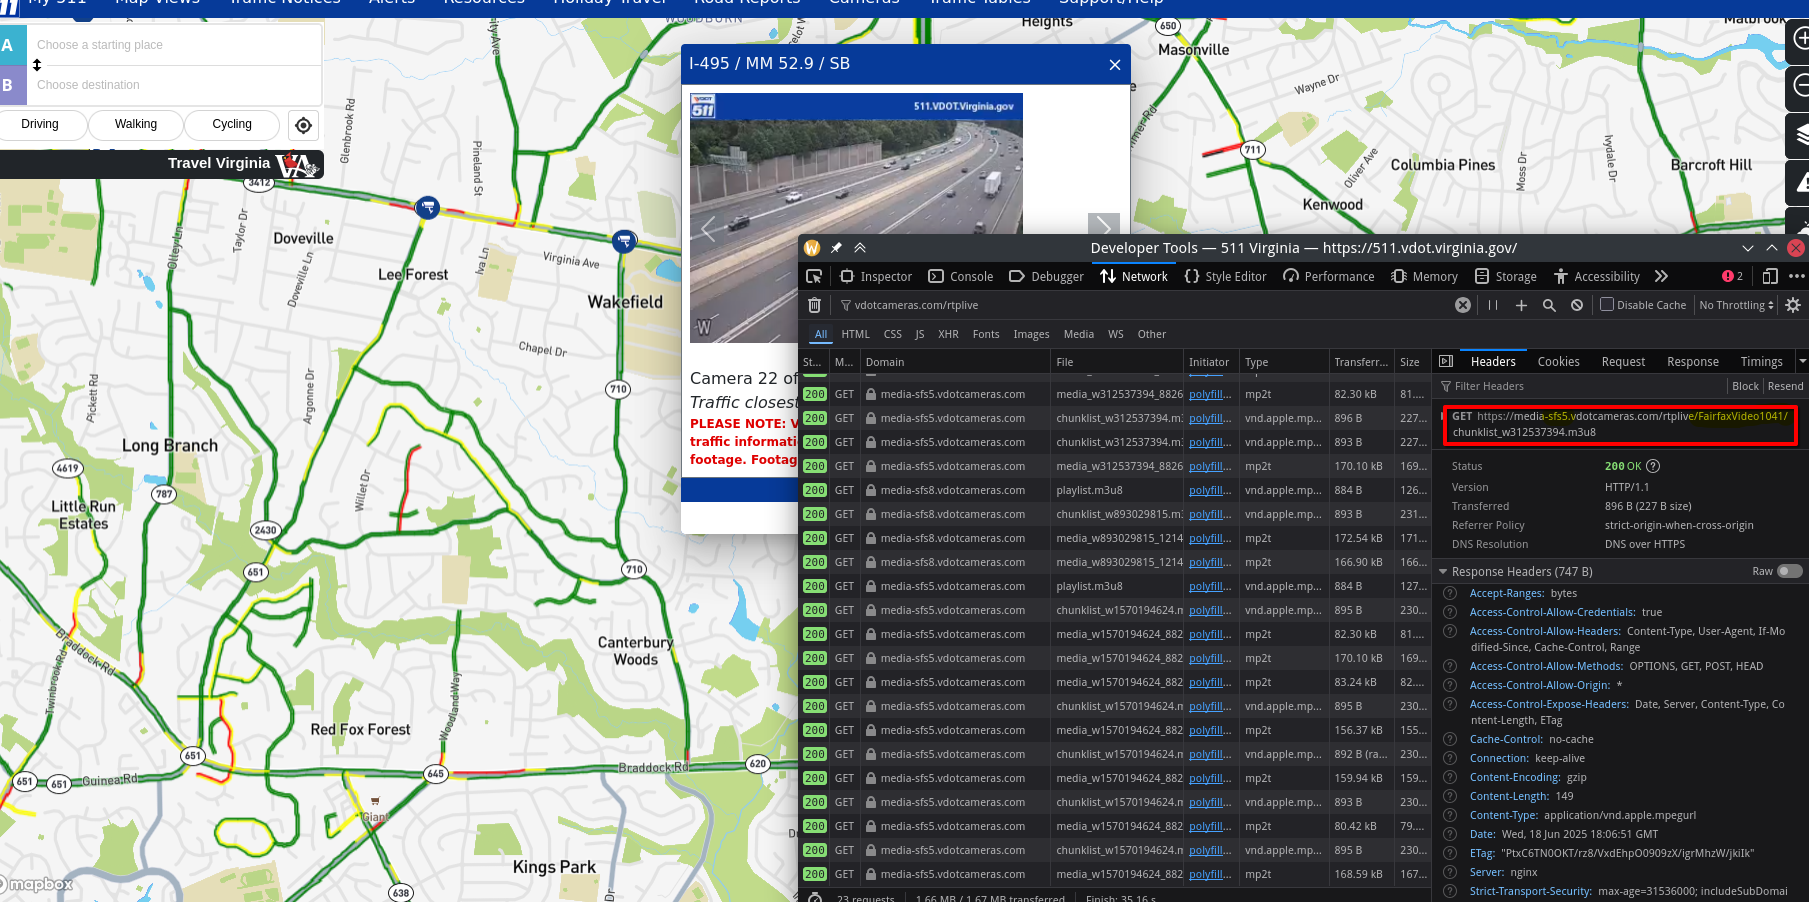 511
My 511
Map Views
Traffic Notices
Alerts
Resources
Holiday Travel
Road Reports
Cameras
Traffic Tables
Support/Help
A
Choose a starting place
B
Choose destination
Driving
Walking
Cycling
Travel Virginia
VA
WOODBURN
Heights
650
Masonville
Malbrook
Wayne Dr
711
Columbia Pines
Oliver Ave
Moss Dr
Ivydale Dr
Barcroft Hill
Kenwood
Glenbrook Rd
Pineland St
3412
Olley Ln
Taylor Dr
Doveville
Doveville Ln
Lee Forest
Iva Ln
Virginia Ave
Wakefield
Chapel Dr
710
Pickett Rd
Argonne Dr
Long Branch
4619
787
Willet Dr
Little Run
Estates
2430
651
710
Braddock Rd
Twinbrook Rd
Canterbury
Woods
Woodland Way
Red Fox Forest
651
645
Braddock Rd
620
651
651
Guinea Rd
Giant
Kings Park
638
mapbox
I-495 / MM 52.9 / SB
×
511
511.VDOT.Virginia.gov
W
Camera 22 of
Traffic closest
PLEASE NOTE: V
traffic informati
footage. Footag
Developer Tools — 511 Virginia — https://511.vdot.virginia.gov/
Inspector
Console
Debugger
Network
Style Editor
Performance
Memory
Storage
Accessibility
2
vdotcameras.com/rtplive
Disable Cache
No Throttling
All
HTML
CSS
JS
XHR
Fonts
Images
Media
WS
Other
St... M... Domain File Initiator Type Transferr... Size
200 GET media-sfs5.vdotcameras.com media_w312537394_8826 polyfill... mp2t 82.30 kB 81....
200 GET media-sfs5.vdotcameras.com chunklist_w312537394.m3 polyfill... vnd.apple.mp... 896 B 227...
200 GET media-sfs5.vdotcameras.com chunklist_w312537394.m3 polyfill... vnd.apple.mp... 893 B 227...
200 GET media-sfs5.vdotcameras.com media_w312537394_8826 polyfill... mp2t 170.10 kB 169...
200 GET media-sfs8.vdotcameras.com playlist.m3u8 polyfill... vnd.apple.mp... 884 B 126...
200 GET media-sfs8.vdotcameras.com chunklist_w893029815.m3 polyfill... vnd.apple.mp... 893 B 231...
200 GET media-sfs8.vdotcameras.com media_w893029815_1214 polyfill... mp2t 172.54 kB 171...
200 GET media-sfs8.vdotcameras.com media_w893029815_1214 polyfill... mp2t 166.90 kB 166...
200 GET media-sfs5.vdotcameras.com playlist.m3u8 polyfill... vnd.apple.mp... 884 B 127...
200 GET media-sfs5.vdotcameras.com chunklist_w1570194624.m polyfill... vnd.apple.mp... 895 B 230...
200 GET media-sfs5.vdotcameras.com media_w1570194624_882 polyfill... mp2t 82.30 kB 81....
200 GET media-sfs5.vdotcameras.com media_w1570194624_882 polyfill... mp2t 170.10 kB 169...
200 GET media-sfs5.vdotcameras.com media_w1570194624_882 polyfill... mp2t 83.24 kB 82....
200 GET media-sfs5.vdotcameras.com chunklist_w1570194624.m polyfill... vnd.apple.mp... 895 B 230...
200 GET media-sfs5.vdotcameras.com media_w1570194624_882 polyfill... mp2t 156.37 kB 155...
200 GET media-sfs5.vdotcameras.com chunklist_w1570194624.m polyfill... vnd.apple.mp... 892 B (ra... 230...
200 GET media-sfs5.vdotcameras.com media_w1570194624_882 polyfill... mp2t 159.94 kB 159...
200 GET media-sfs5.vdotcameras.com chunklist_w1570194624.m polyfill... vnd.apple.mp... 893 B 230...
200 GET media-sfs5.vdotcameras.com media_w1570194624_882 polyfill... mp2t 80.42 kB 79....
200 GET media-sfs5.vdotcameras.com chunklist_w1570194624.m polyfill... vnd.apple.mp... 895 B 230...
200 GET media-sfs5.vdotcameras.com media_w1570194624_882 polyfill... mp2t 168.59 kB 167...
23 requests
1.66 MB / 1.67 MB transferred
Finish: 35.16 s
Headers
Cookies
Request
Response
Timings
Filter Headers
Block
Resend
GET https://media-sfs5.vdotcameras.com/rtplive/FairfaxVideo1041/
chunklist_w312537394.m3u8
Status 200 OK
Version HTTP/1.1
Transferred 896 B (227 B size)
Referrer Policy strict-origin-when-cross-origin
DNS Resolution DNS over HTTPS
Response Headers (747 B)
Raw
Accept-Ranges: bytes
Access-Control-Allow-Credentials: true
Access-Control-Allow-Headers: Content-Type, User-Agent, If-Mo
dified-Since, Cache-Control, Range
Access-Control-Allow-Methods: OPTIONS, GET, POST, HEAD
Access-Control-Allow-Origin: *
Access-Control-Expose-Headers: Date, Server, Content-Type, Co
ntent-Length, ETag
Cache-Control: no-cache
Connection: keep-alive
Content-Encoding: gzip
Content-Length: 149
Content-Type: application/vnd.apple.mpegurl
Date: Wed, 18 Jun 2025 18:06:51 GMT
ETag: "PtxC6TN0OKT/rz8/VxdEhpO0909zX/igrMhzW/jkiIk"
Server: nginx
Strict-Transport-Security: max-age=31536000; includeSubDomai